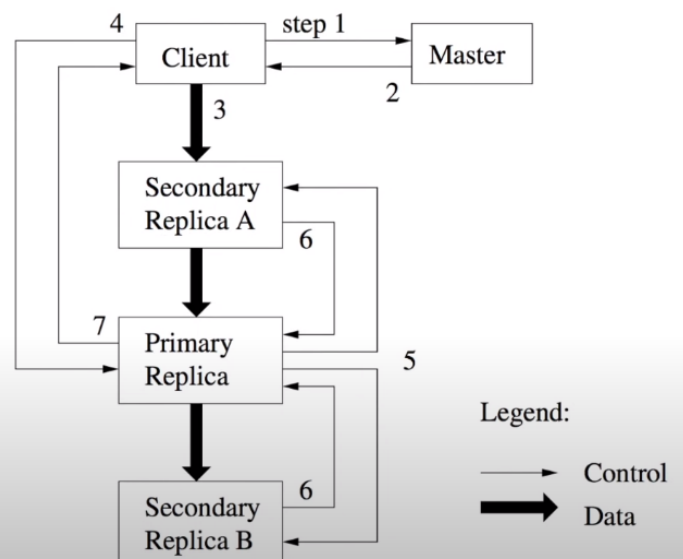 4
step 1
Client
Master
2
3
Secondary
Replica A
6
7
Primary
Replica
5
Legend:
Control
6
Secondary
Replica B
Data